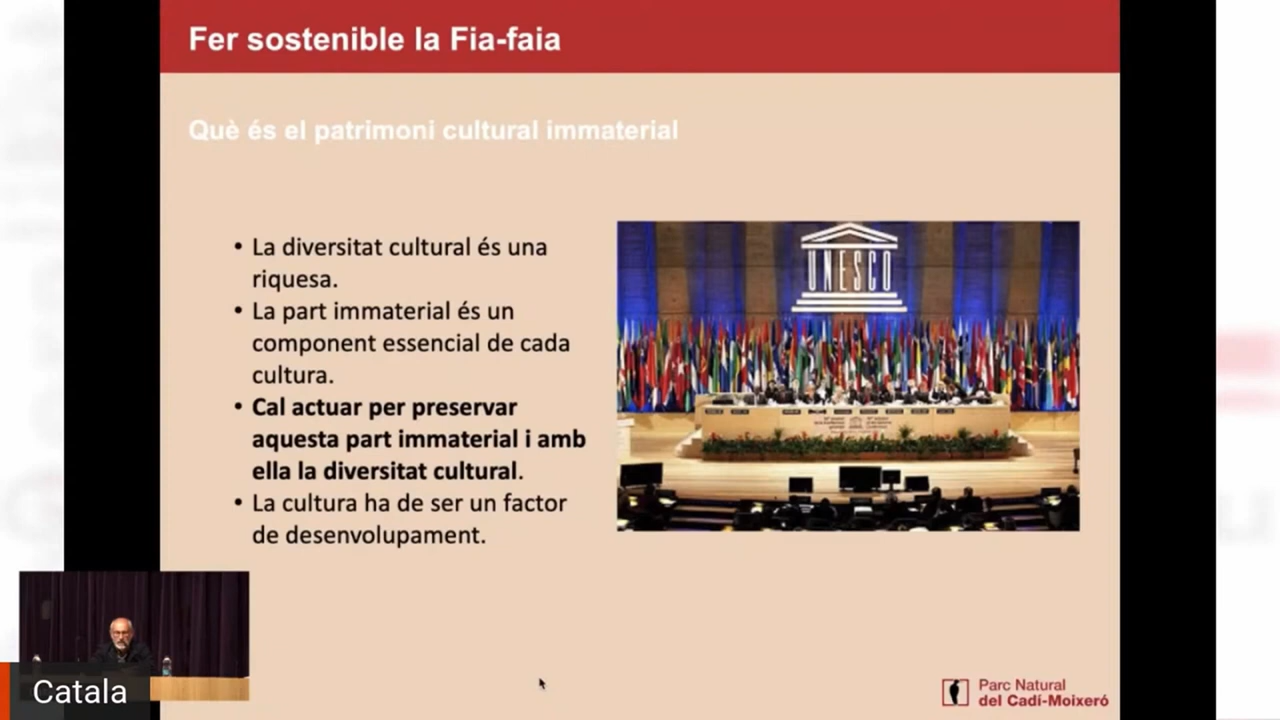 Fer sostenible la Fia-faia
Què és el patrimoni cultural immaterial
• La diversitat cultural és una
riquesa.
• La part immaterial és un
component essencial de cada
cultura.
• Cal actuar per preservar
aquesta part immaterial i amb
ella la diversitat cultural.
• La cultura ha de ser un factor
de desenvolupament.
UNESCO
Catala
Parc Natural
del Cadí-Moixeró